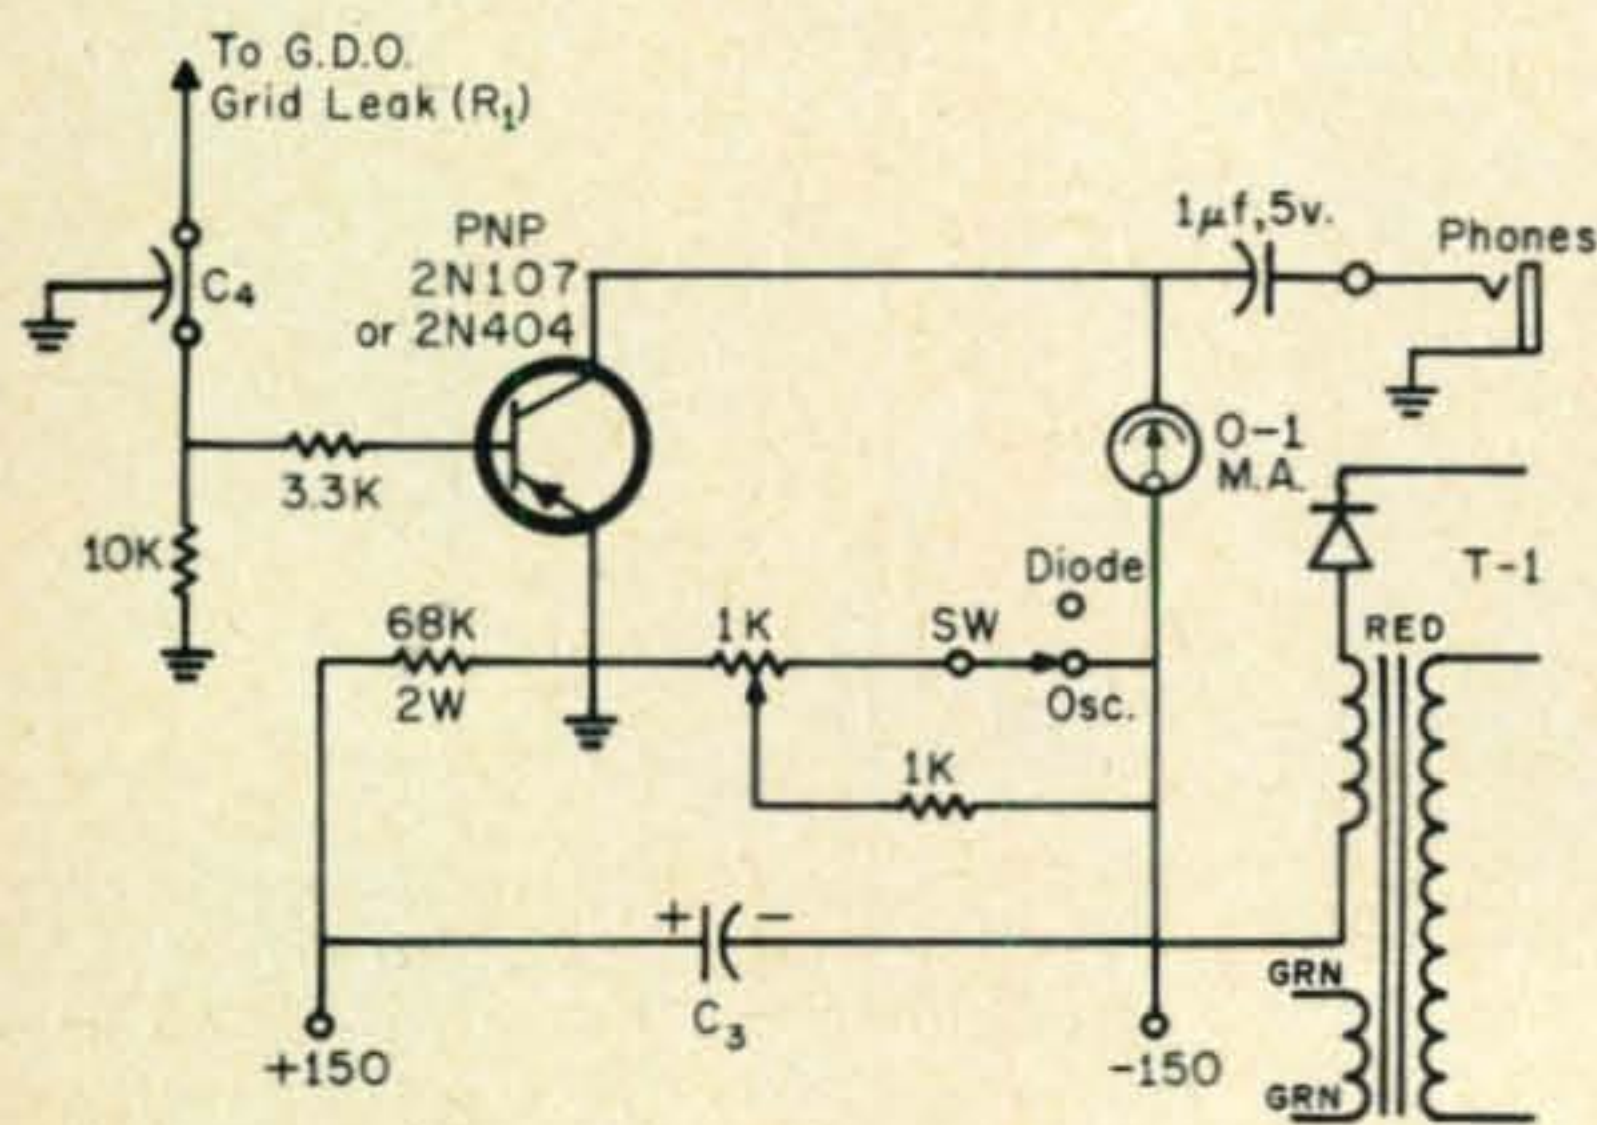 To G.D.O.
Grid Leak (R₁)
C₄
PNP
2N107
or 2N404
1μf,5v.
Phones
3.3K
10K
0-1
M.A.
Diode
T-1
68K
2W
1K
SW
Osc.
RED
1K
+ -
C₃
GRN
GRN
+150
-150